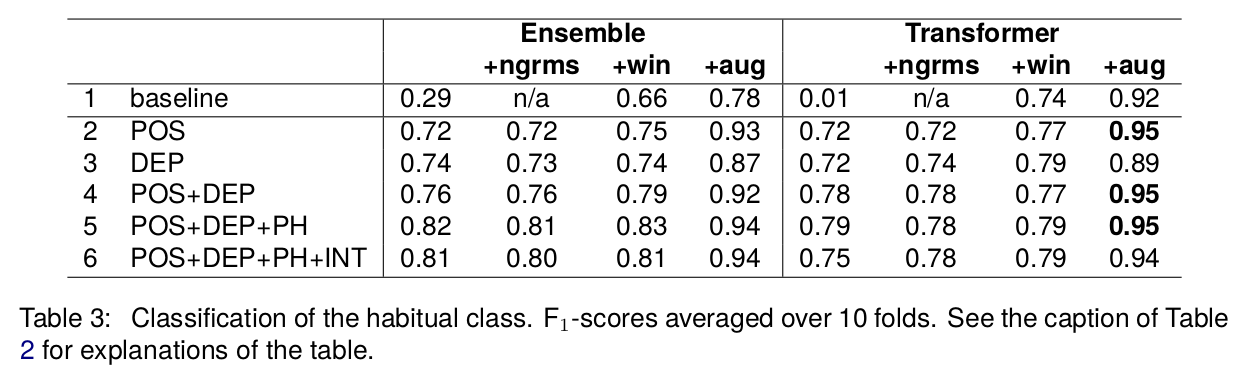 Ensemble Transformer
+ngrms +win +aug +ngrms +win +aug
1 baseline 0.29 n/a 0.66 0.78 0.01 n/a 0.74 0.92
2 POS 0.72 0.72 0.75 0.93 0.72 0.72 0.77 0.95
3 DEP 0.74 0.73 0.74 0.87 0.72 0.74 0.79 0.89
4 POS+DEP 0.76 0.76 0.79 0.92 0.78 0.78 0.77 0.95
5 POS+DEP+PH 0.82 0.81 0.83 0.94 0.79 0.78 0.79 0.95
6 POS+DEP+PH+INT 0.81 0.80 0.81 0.94 0.75 0.78 0.79 0.94
Table 3: Classification of the habitual class. F₁-scores averaged over 10 folds. See the caption of Table
2 for explanations of the table.